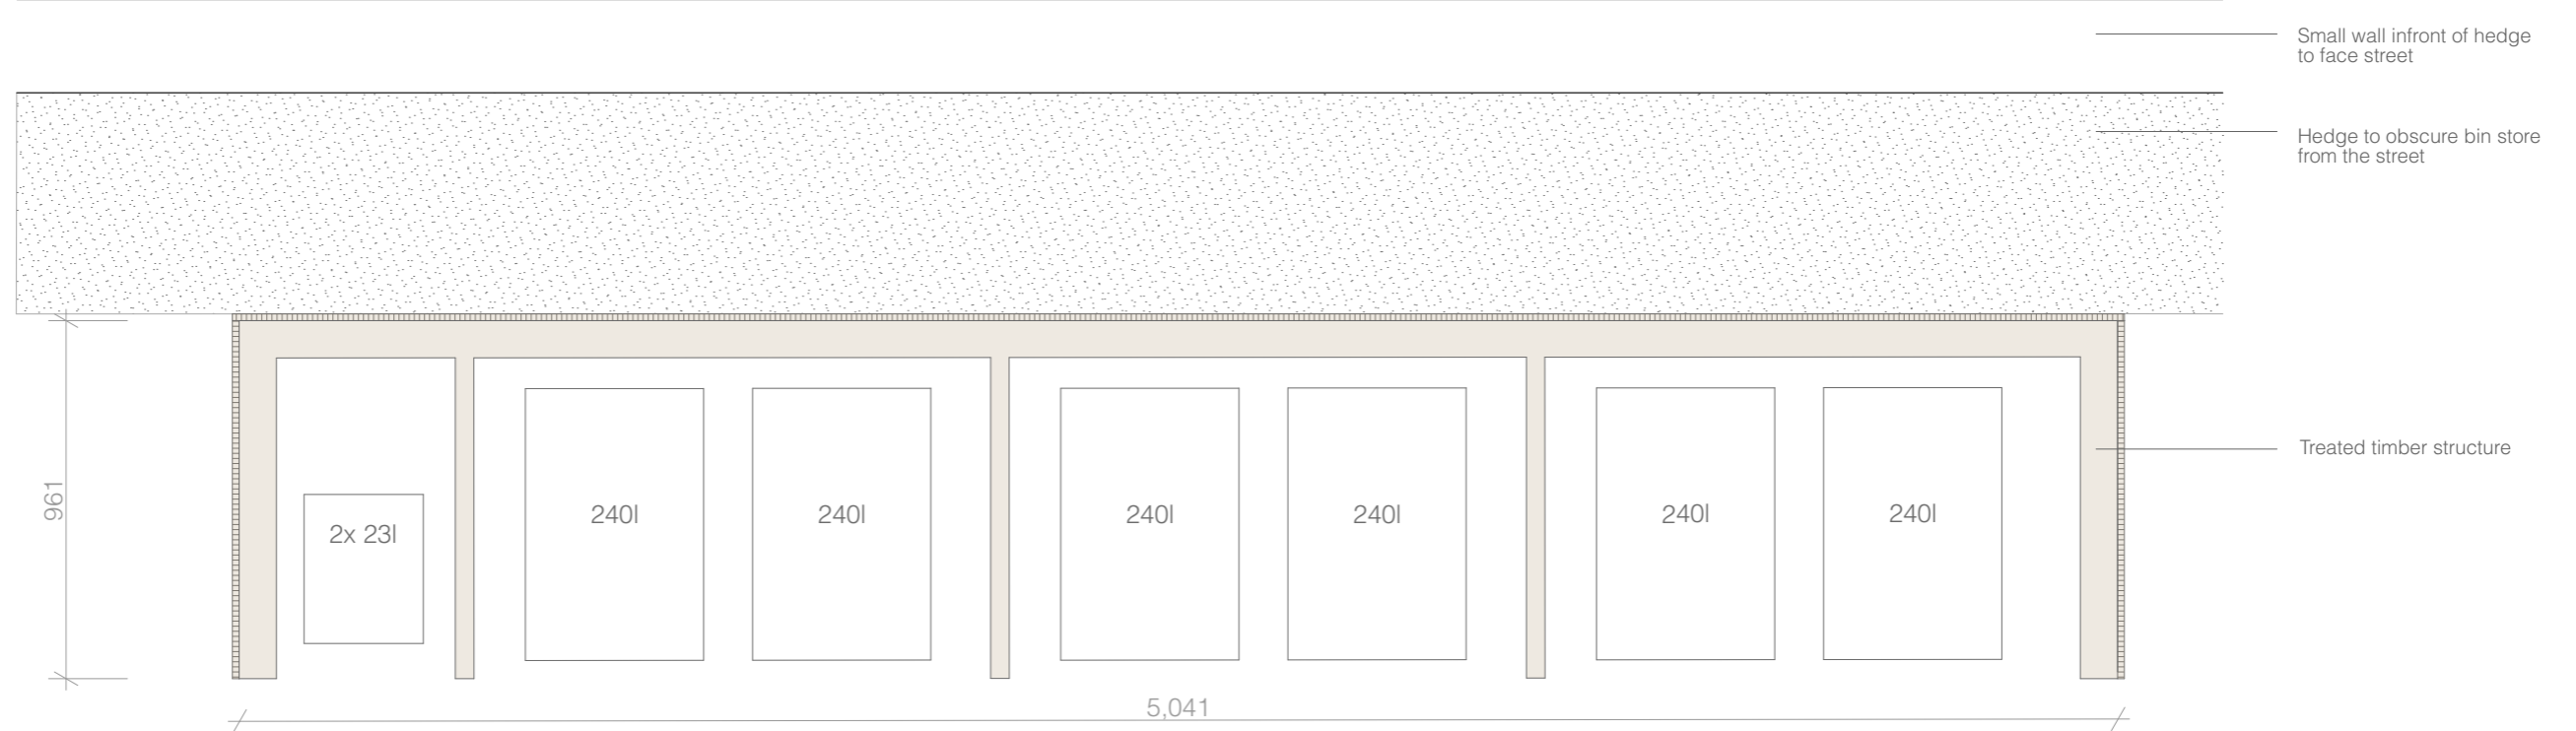 Small wall infront of hedge
to face street
Hedge to obscure bin store
from the street
Treated timber structure
961
2x 23l
240l
240l
240l
240l
240l
240l
5,041